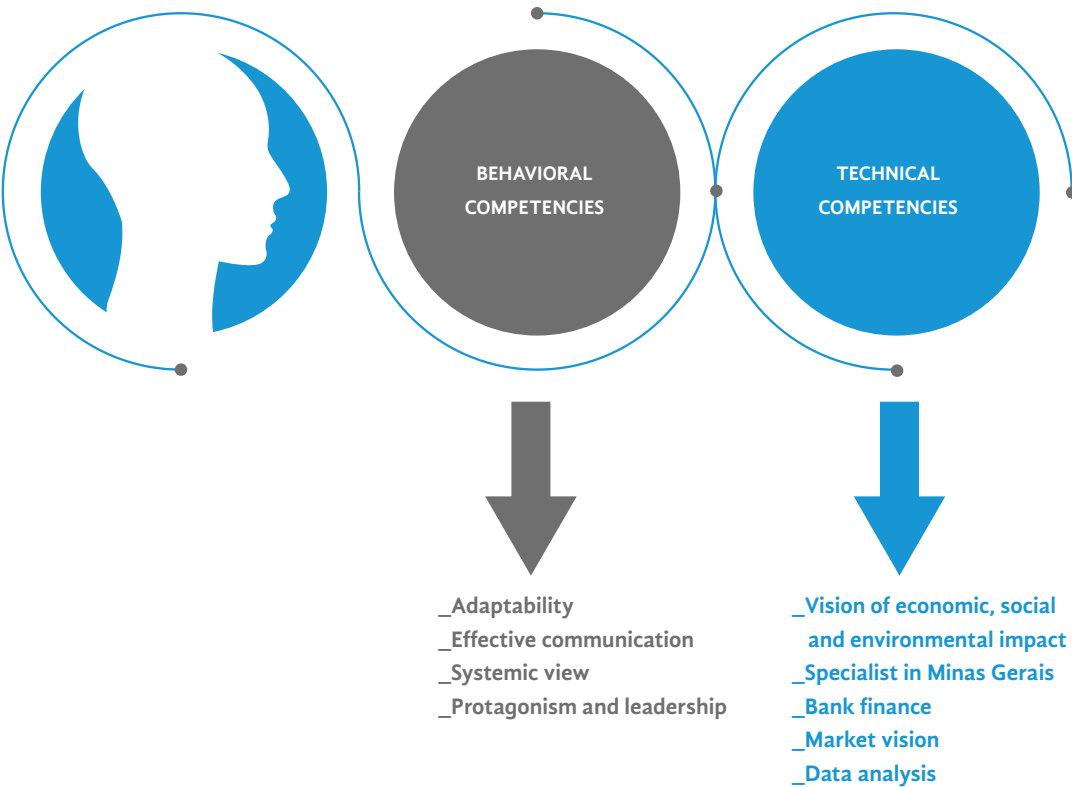 BEHAVIORAL
COMPETENCIES
TECHNICAL
COMPETENCIES
_Adaptability
_Effective communication
_Systemic view
_Protagonism and leadership
_Vision of economic, social
and environmental impact
_Specialist in Minas Gerais
_Bank finance
_Market vision
_Data analysis